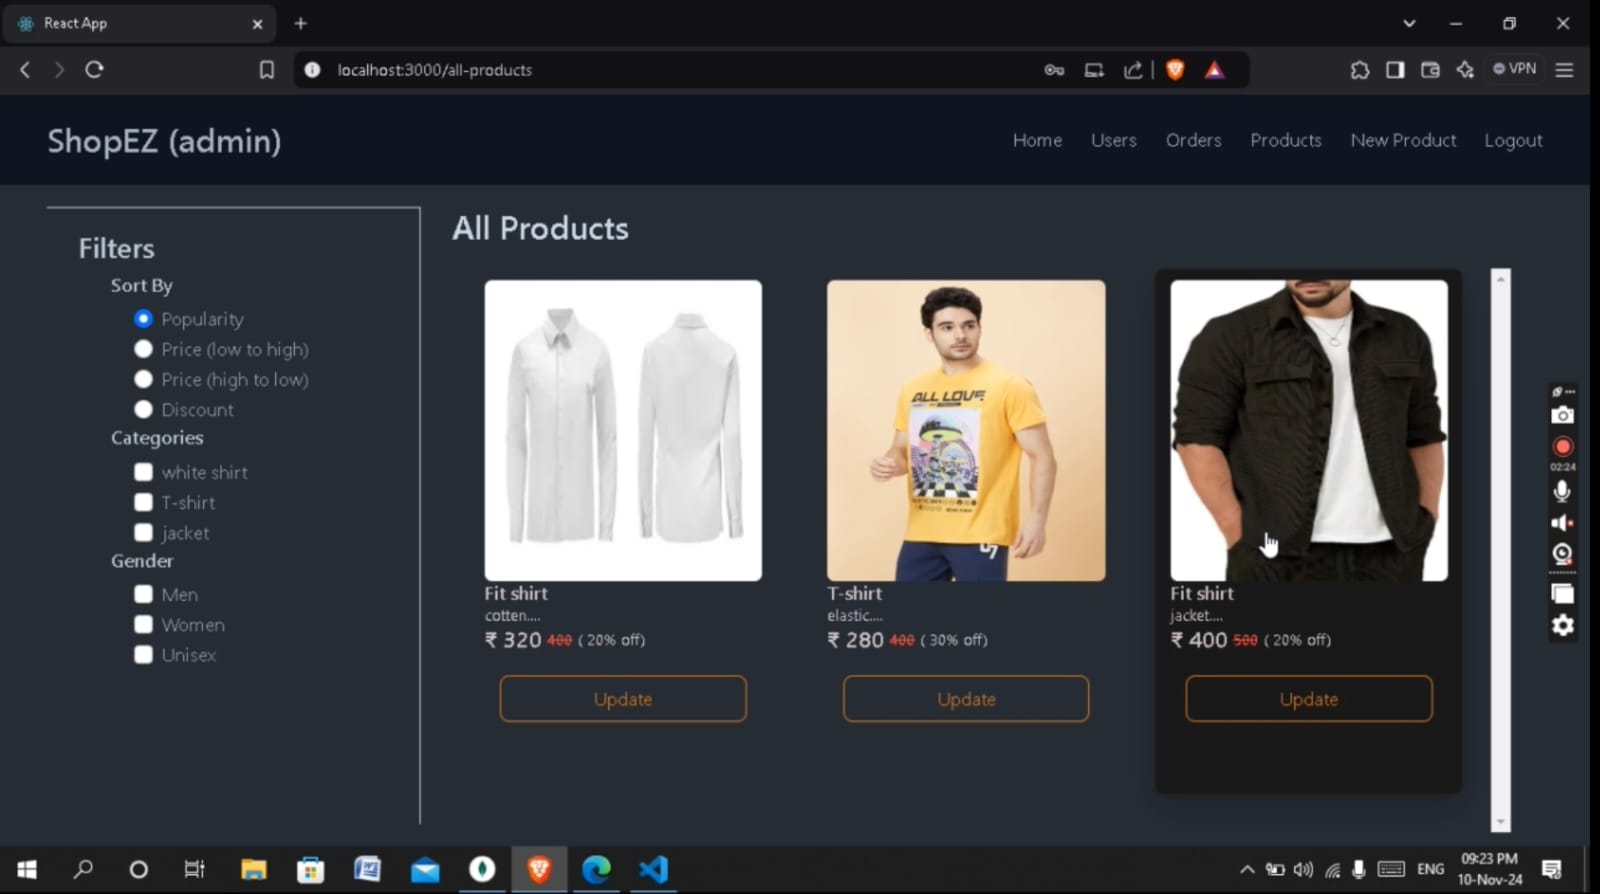 React App
localhost:3000/all-products
VPN
ShopEZ (admin)
Home Users Orders Products New Product Logout
Filters
Sort By
Popularity
Price (low to high)
Price (high to low)
Discount
Categories
white shirt
T-shirt
jacket
Gender
Men
Women
Unisex
All Products
ALL LOVE
Fit shirt
cotten....
₹ 320 400 ( 20% off)
Update
T-shirt
elastic....
₹ 280 400 ( 30% off)
Update
Fit shirt
jacket....
₹ 400 500 ( 20% off)
Update
02:24
ENG
09:23 PM
10-Nov-24